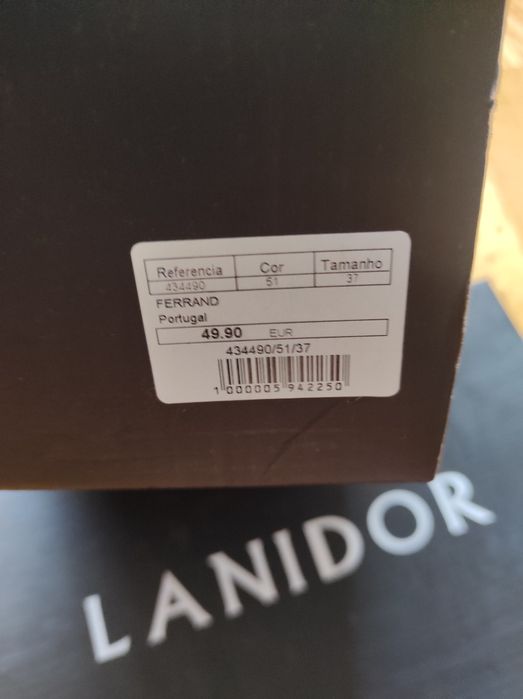 Referencia Cor Tamanho
434490 51 37
FERRAND
Portugal
49.90 EUR
434490/51/37
1 000005 942250
LANIDOR